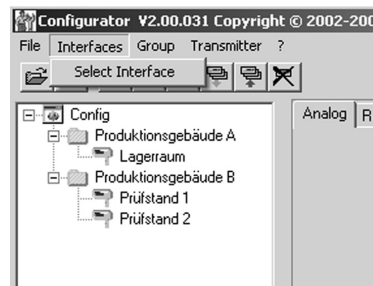 Configurator V2.00.031 Copyright © 2002-200
File Interfaces Group Transmitter ?
Select Interface
Config
Produktionsgebäude A
Lagerraum
Produktionsgebäude B
Prüfstand 1
Prüfstand 2
Analog R